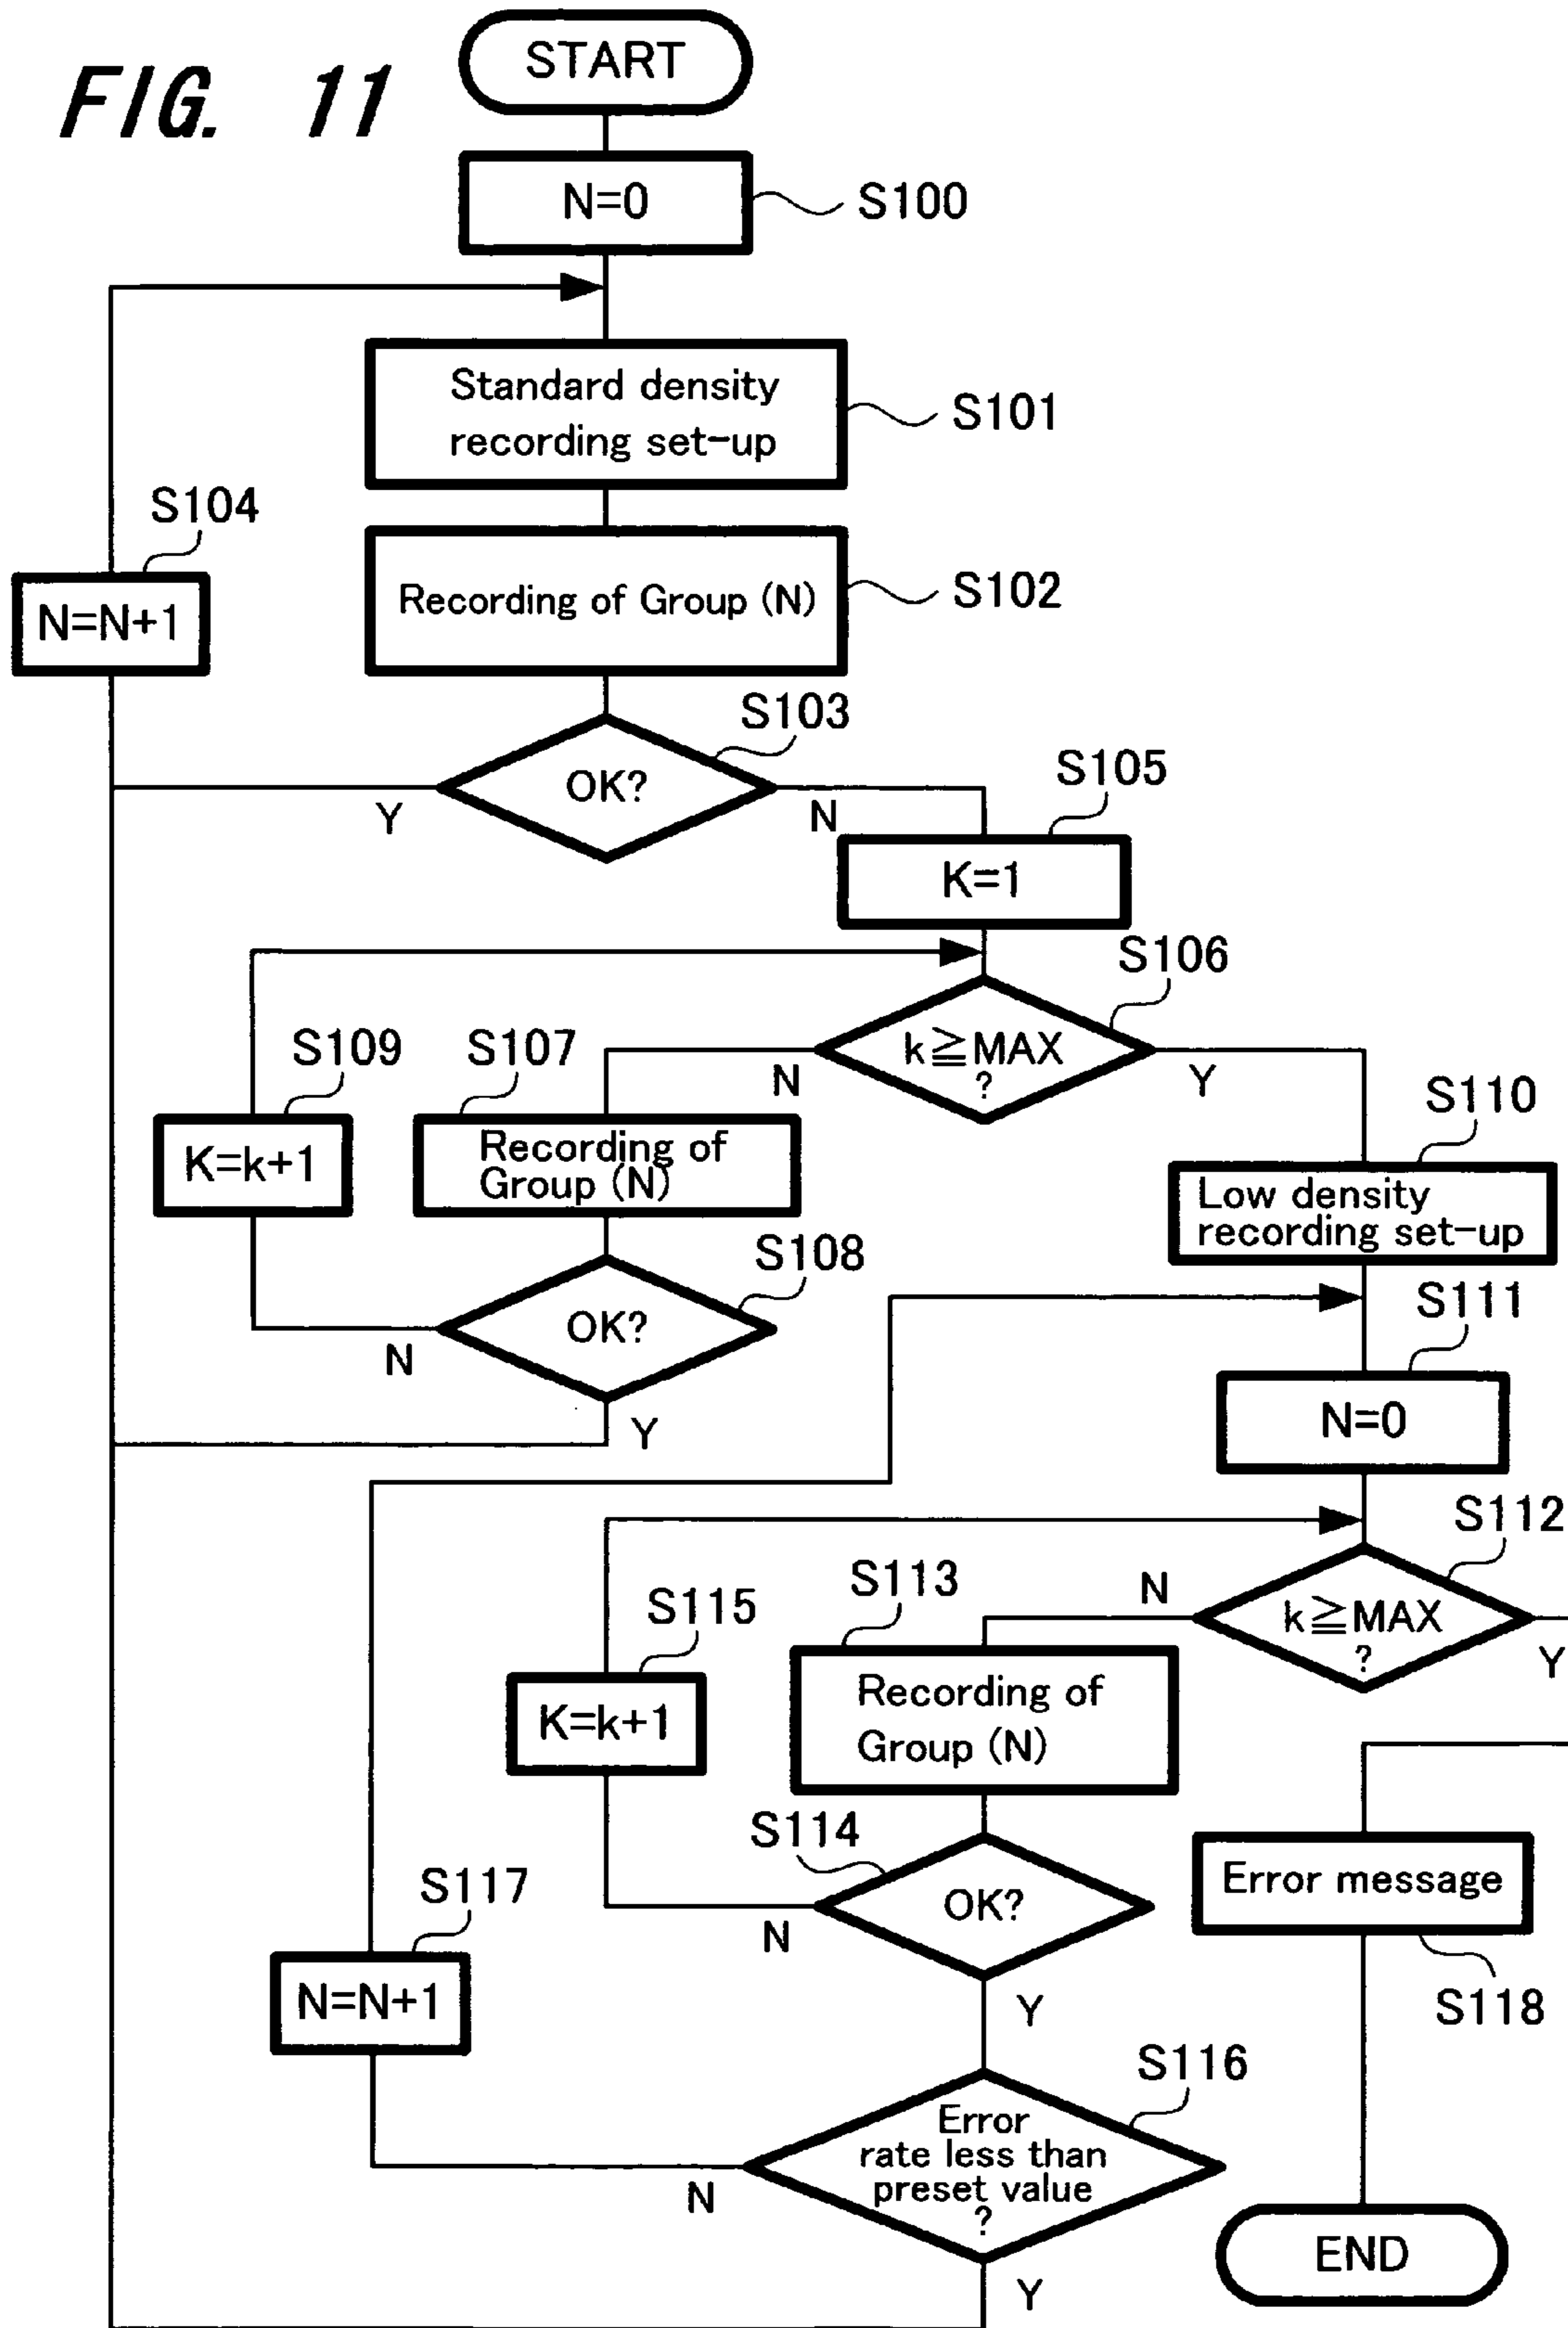 FIG. 11
START
N=0
S100
Standard density
recording set-up
S101
S104
N=N+1
Recording of Group (N)
S102
S103
OK?
Y
N
S105
K=1
S106
k≧MAX
?
N
Y
S109
K=k+1
S107
Recording of
Group (N)
S110
Low density
recording set-up
S108
OK?
N
Y
S111
N=0
S112
k≧MAX
?
N
Y
S113
Recording of
Group (N)
S115
K=k+1
S114
OK?
N
Y
Error message
S118
S117
N=N+1
S116
Error
rate less than
preset value
?
N
Y
END